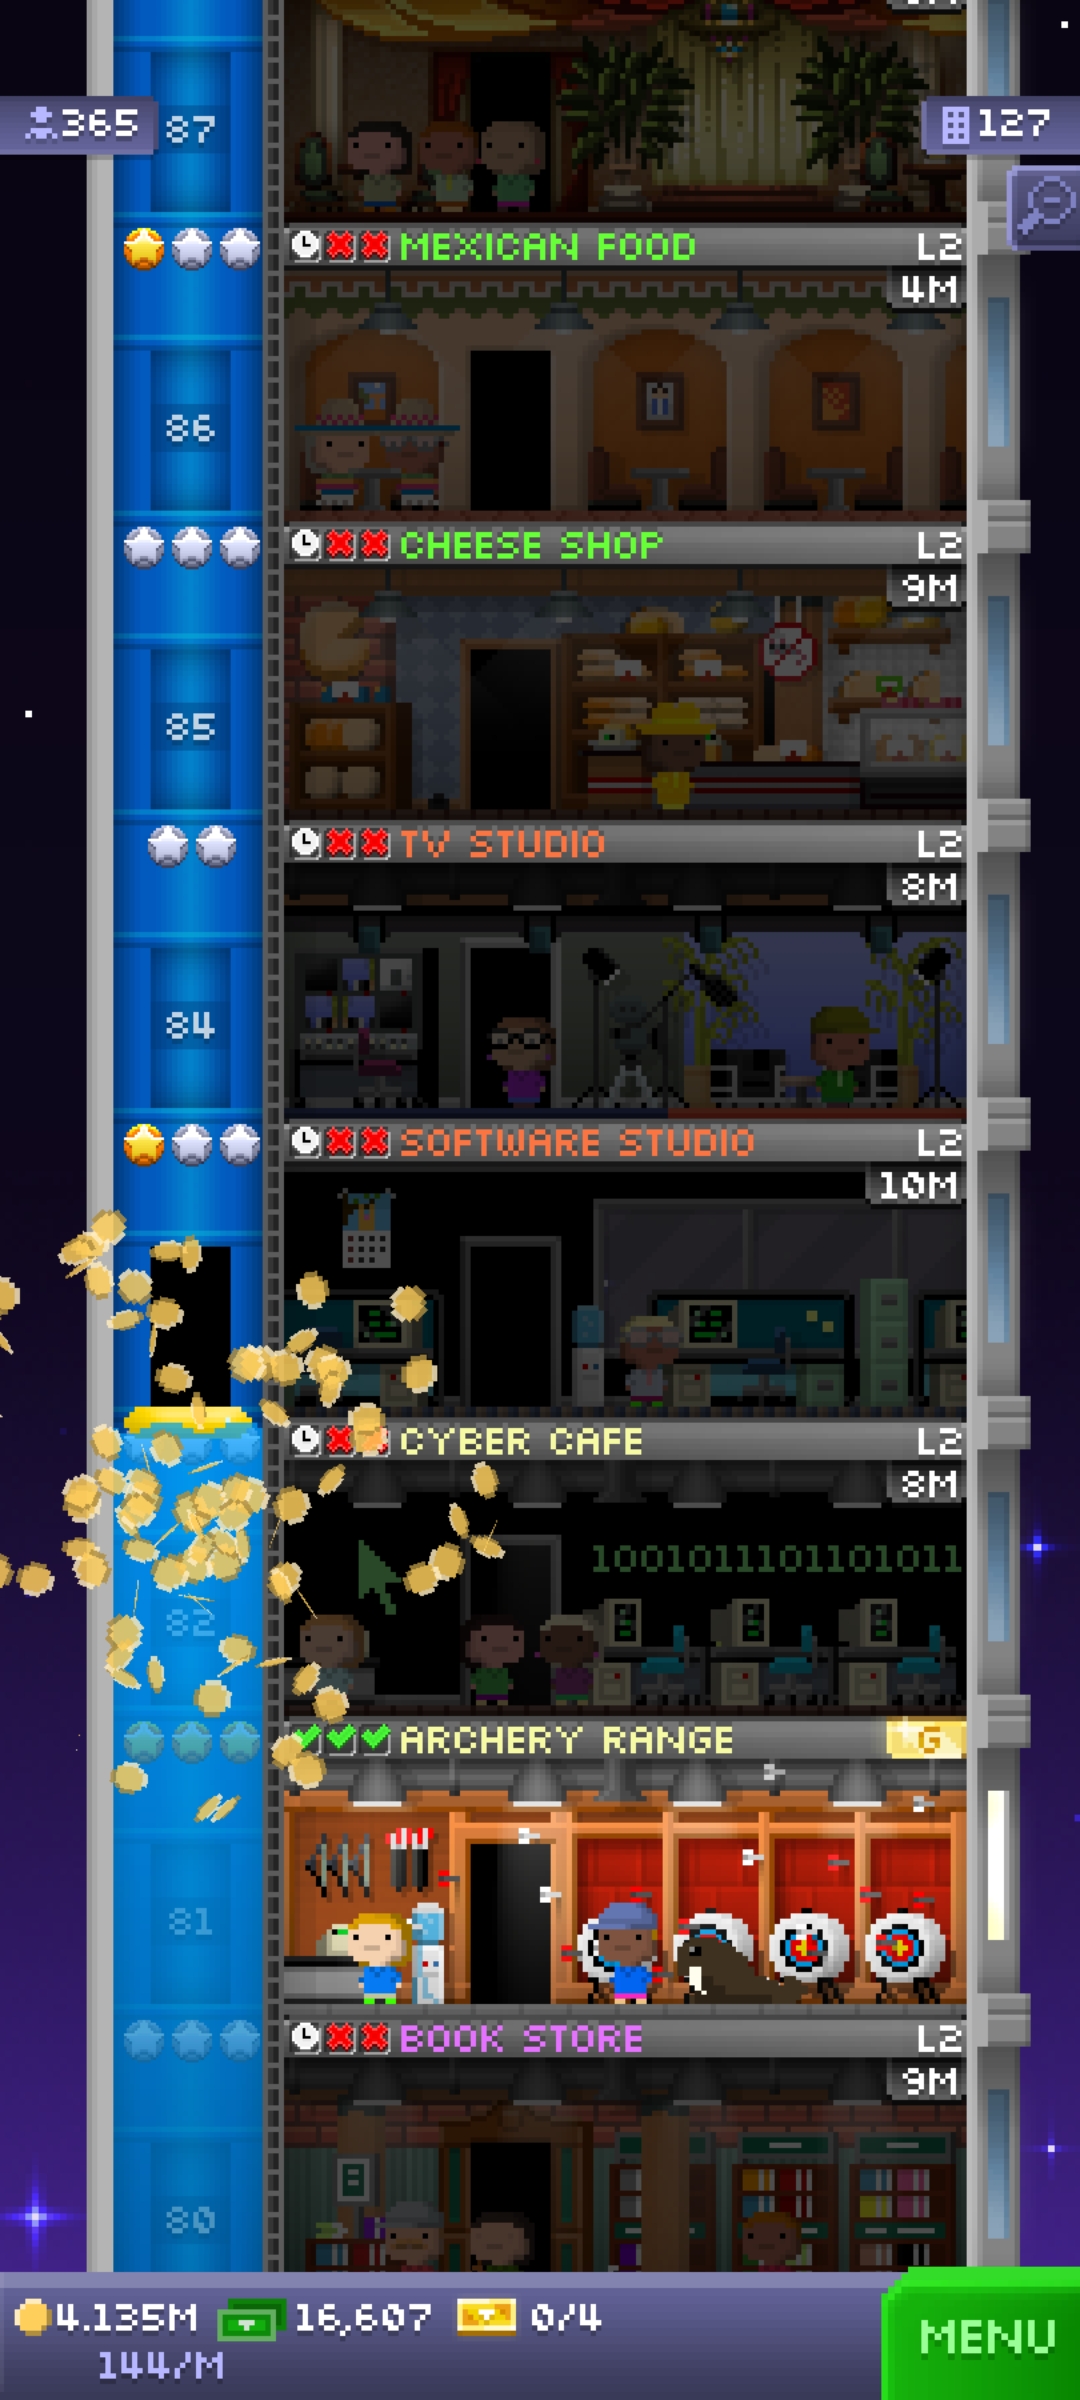 365
87
127
MEXICAN FOOD L2
4M
86
CHEESE SHOP L2
9M
85
TV STUDIO L2
8M
84
SOFTWARE STUDIO L2
10M
CYBER CAFE L2
8M
1001011101101011
82
ARCHERY RANGE G
81
BOOK STORE L2
9M
80
4.135M 16,607 0/4
144/M
MENU